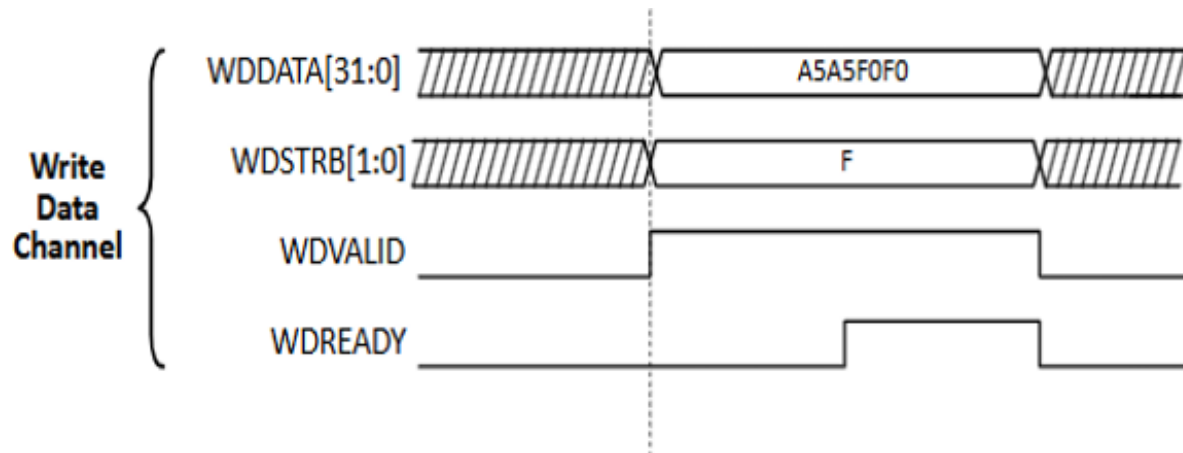 WDDATA[31:0]
A5A5F0F0
WDSTRB[1:0]
F
Write
Data
Channel
WDVALID
WDREADY